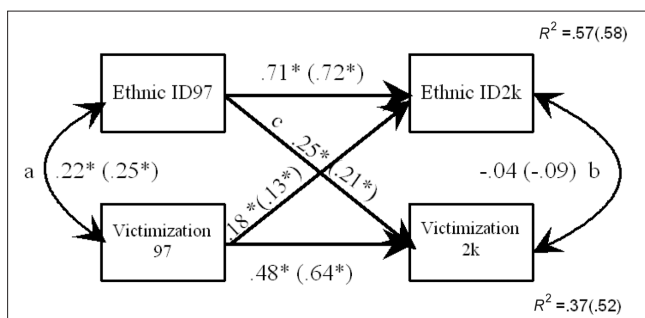 R² =.57(.58)
.71* (.72*)
Ethnic ID97
Ethnic ID2k
c .25* (.21*)
a .22* (.25*)
-.04 (-.09) b
.18*(.13*)
Victimization
97
Victimization
2k
.48* (.64*)
R² =.37(.52)